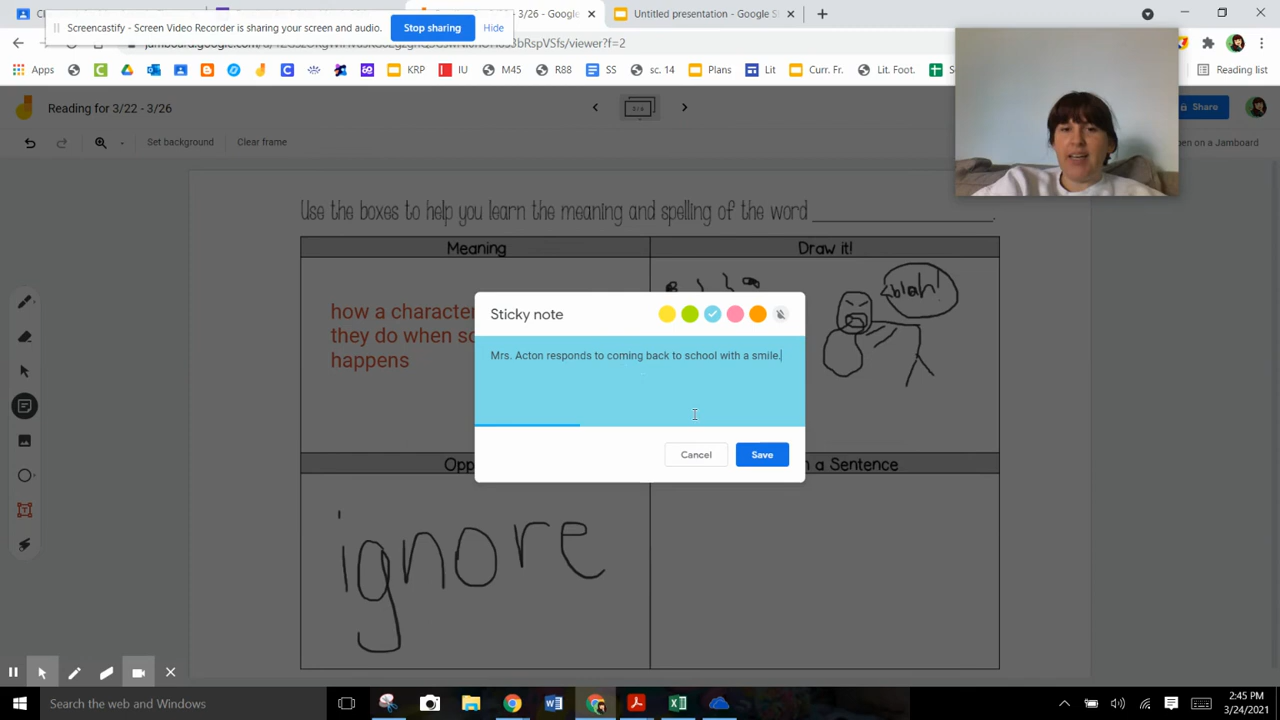 3/26 - Google
Untitled presentation - Google S
Screencastify - Screen Video Recorder is sharing your screen and audio.
Stop sharing
Hide
Apps
KRP
IU
M45
R88
SS
sc. 14
Plans
Lit
Curr. Fr.
Lit. Foot.
Reading list
Reading for 3/22 - 3/26
Share
Set background
Clear frame
pen on a Jamboard
Use the boxes to help you learn the meaning and spelling of the word
Meaning
Draw it!
how a character
they do when so
happens
blah!
Sticky note
Mrs. Acton responds to coming back to school with a smile.
Cancel
Save
Opp
n a Sentence
ignore
Search the web and Windows
2:45 PM
3/24/2021